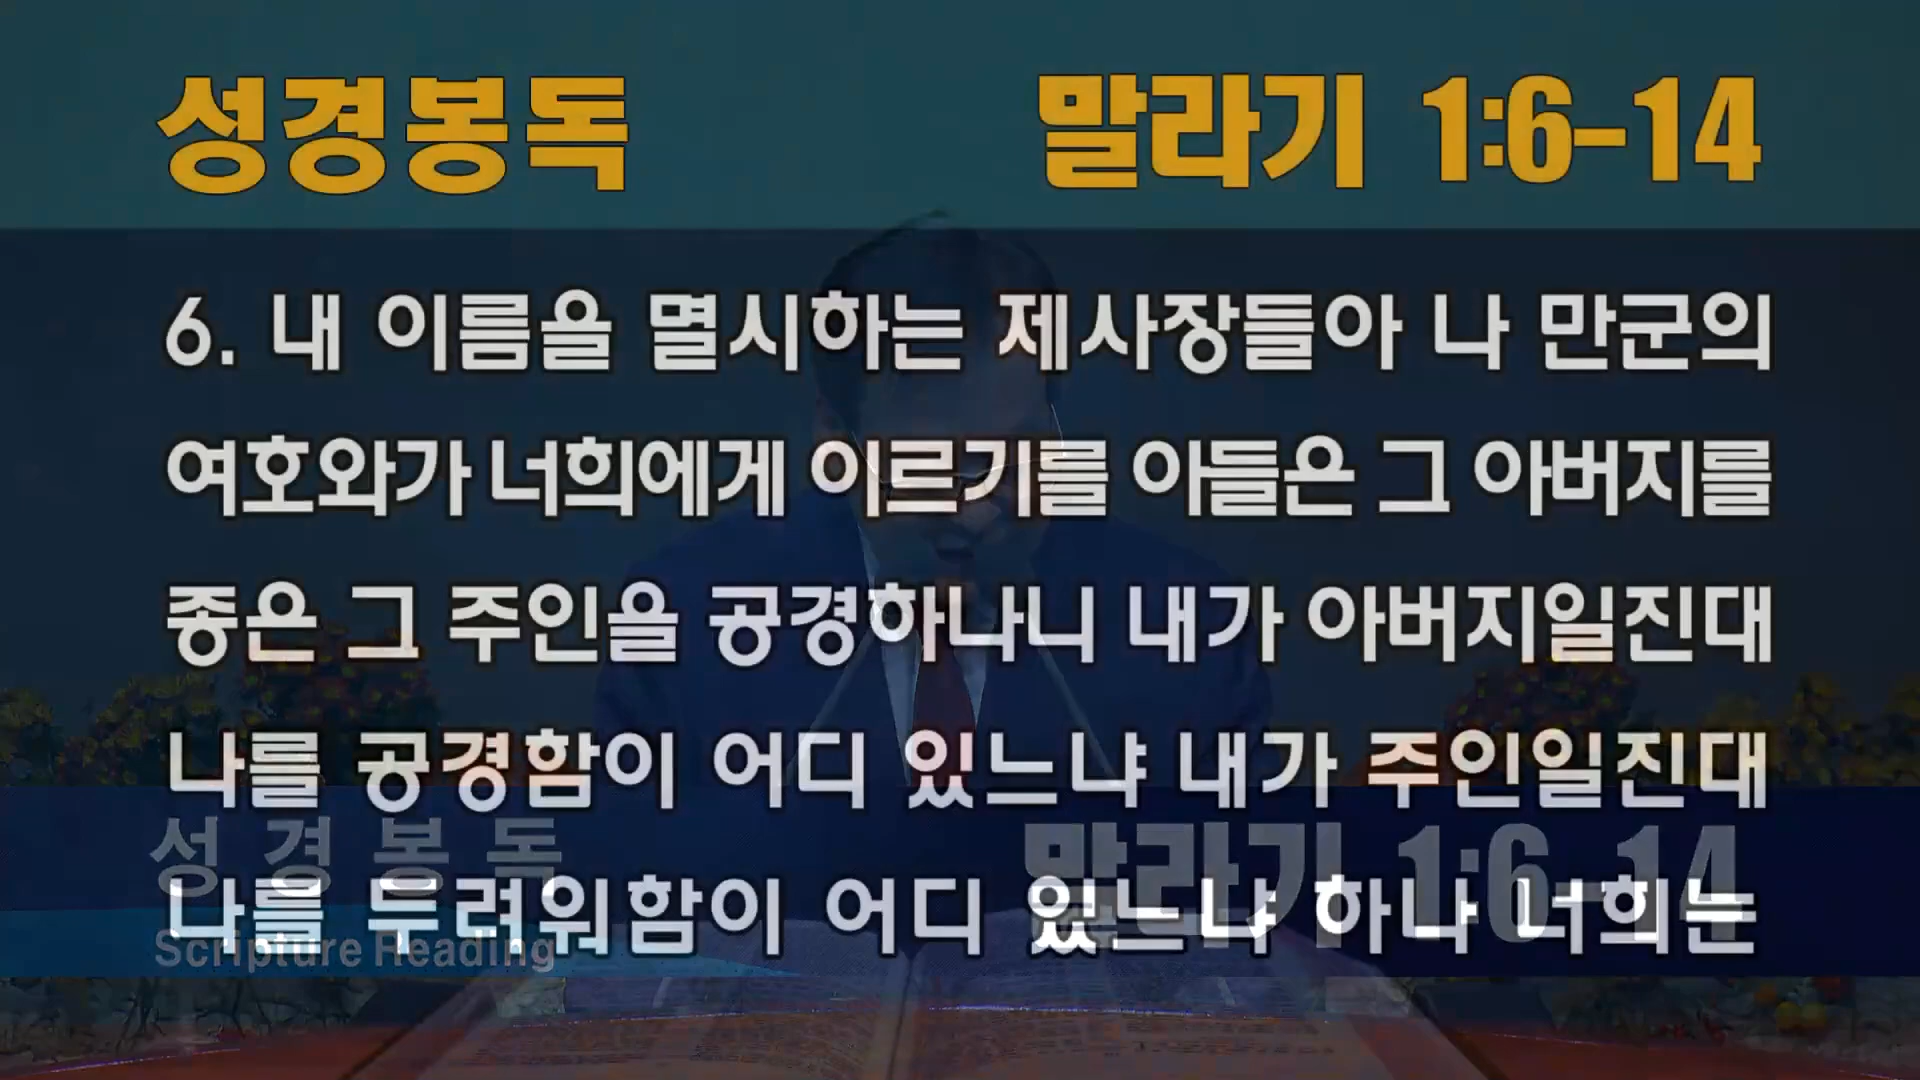 성경봉독 말라기 1:6-14
6. 내 이름을 멸시하는 제사장들아 나 만군의
여호와가 너희에게 이르기를 아들은 그 아버지를
종은 그 주인을 공경하나니 내가 아버지일진대
나를 공경함이 어디 있느냐 내가 주인일진대
성경봉독 말라기 1:6-14
나를 두려워함이 어디 있느냐 하나 너희는
Scripture Reading